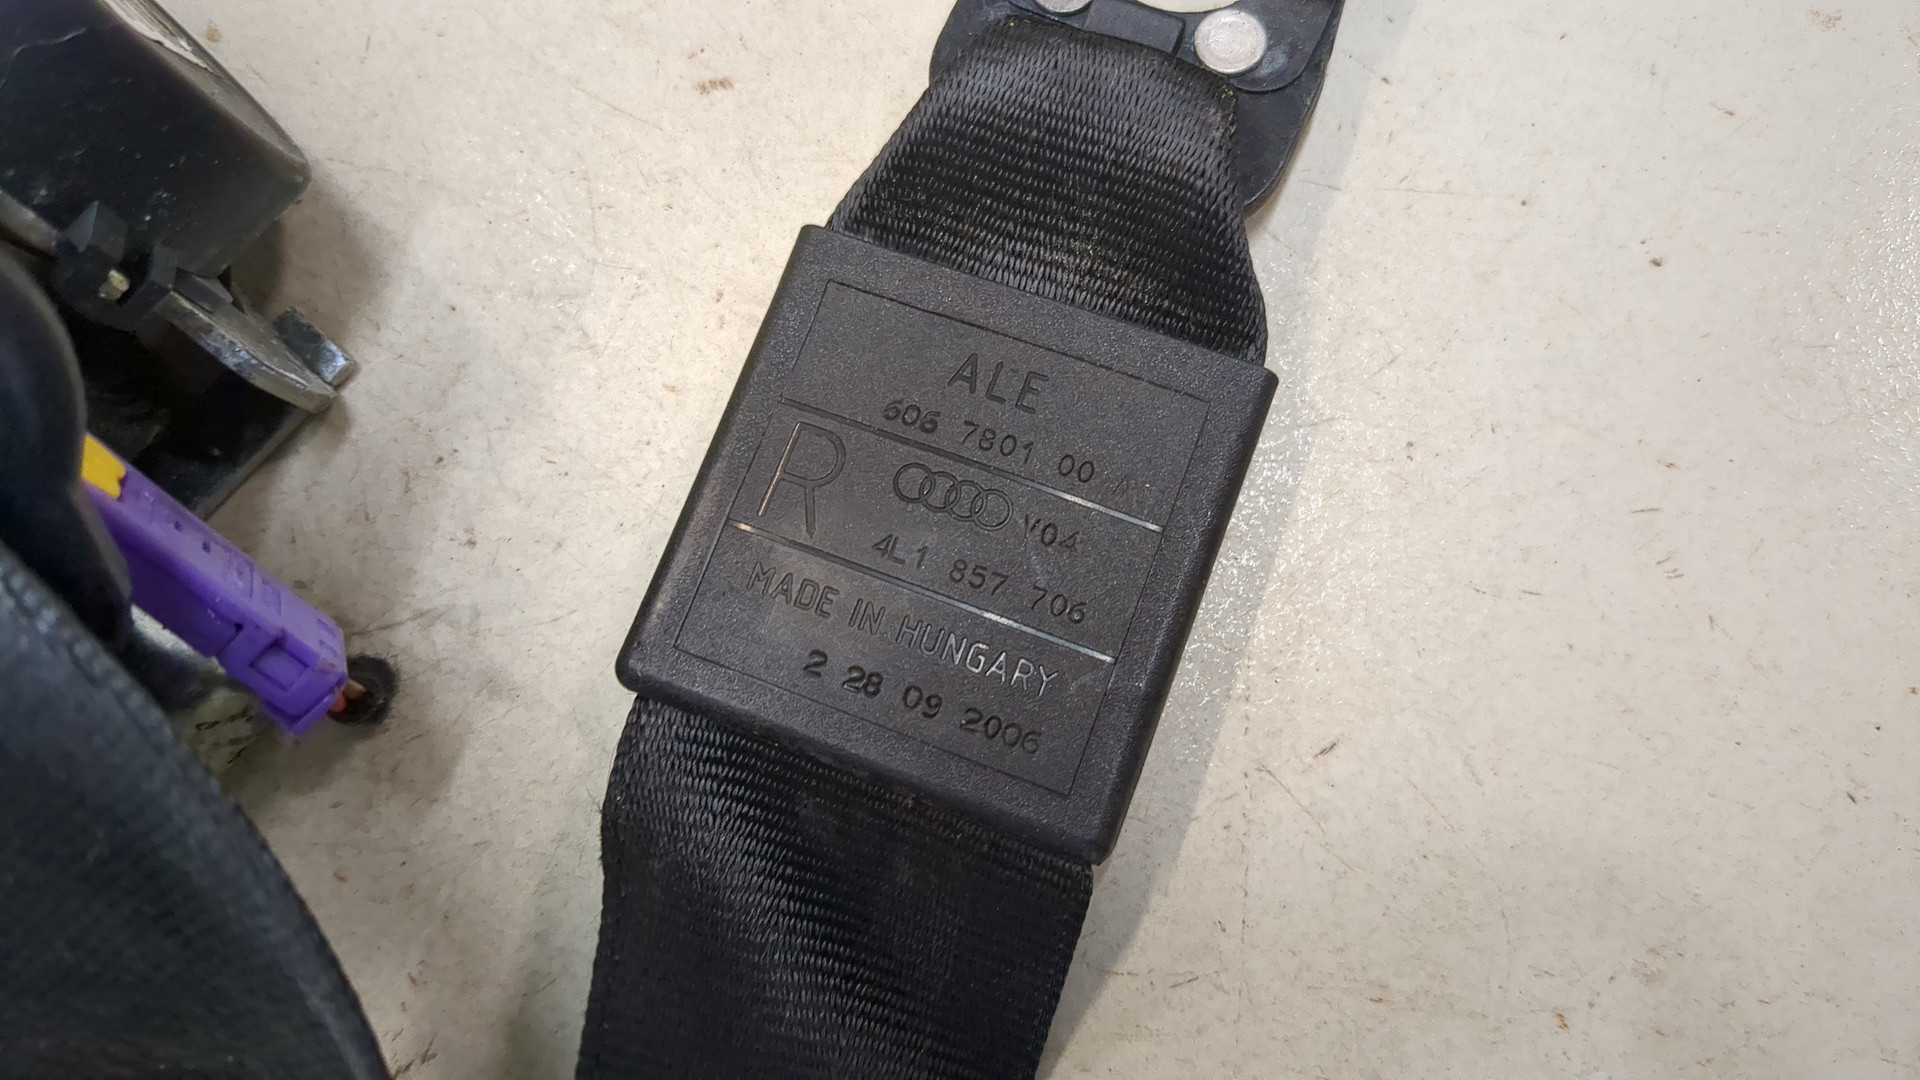 ALE
606 7801 00 A
R
V04
4L1 857 706
MADE IN HUNGARY
2 28 09 2006